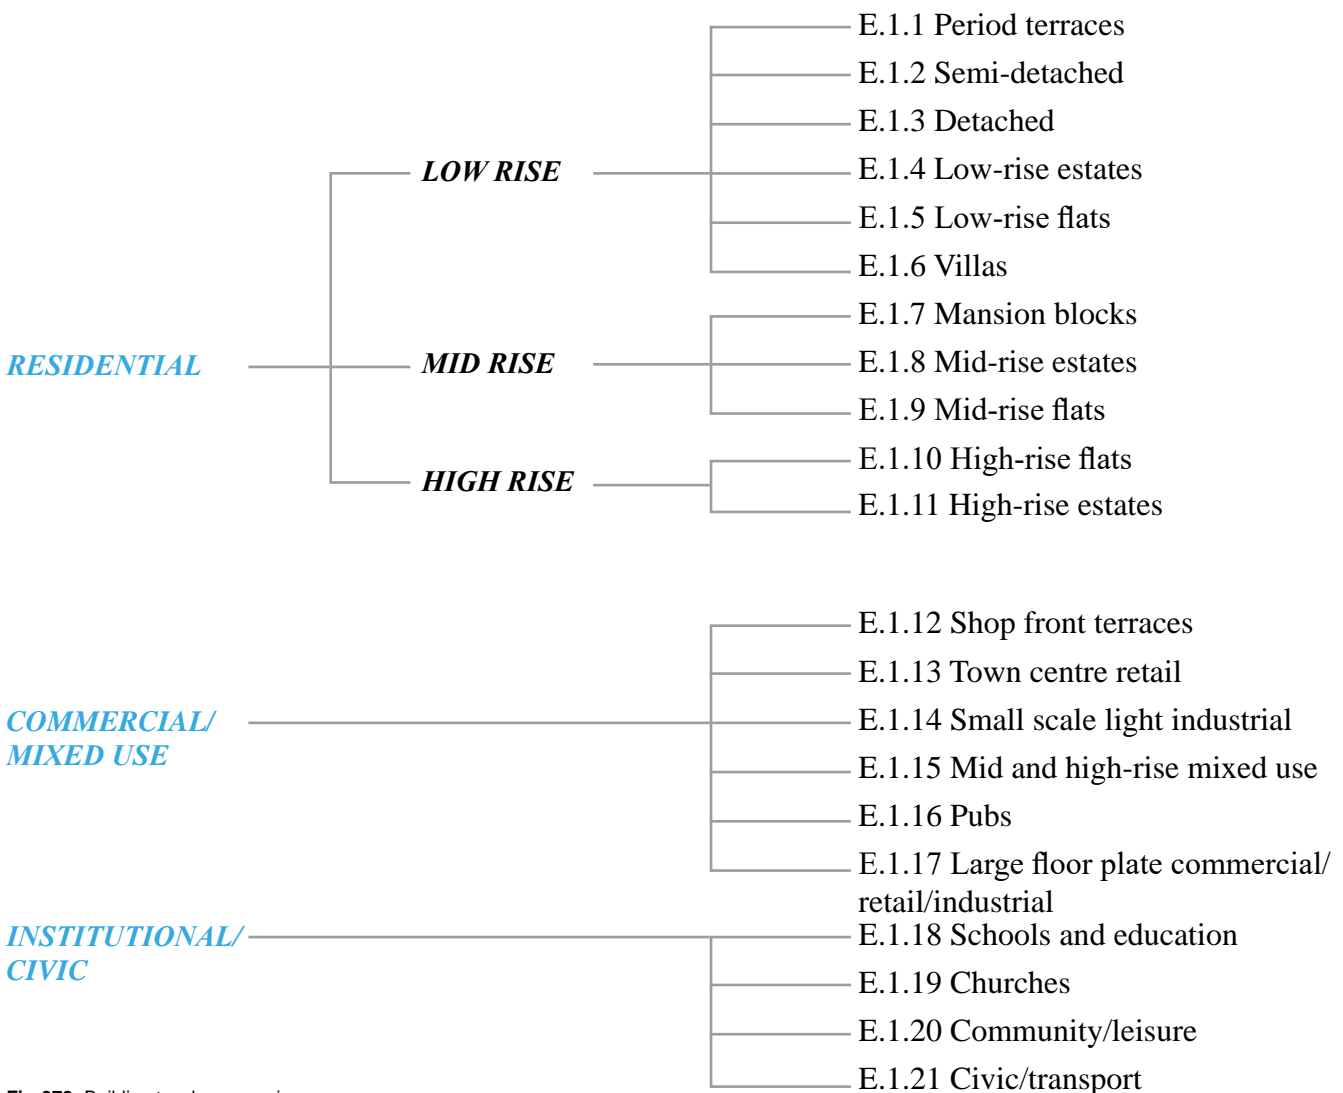 RESIDENTIAL
LOW RISE
E.1.1 Period terraces
E.1.2 Semi-detached
E.1.3 Detached
E.1.4 Low-rise estates
E.1.5 Low-rise flats
E.1.6 Villas
MID RISE
E.1.7 Mansion blocks
E.1.8 Mid-rise estates
E.1.9 Mid-rise flats
HIGH RISE
E.1.10 High-rise flats
E.1.11 High-rise estates
COMMERCIAL/
MIXED USE
E.1.12 Shop front terraces
E.1.13 Town centre retail
E.1.14 Small scale light industrial
E.1.15 Mid and high-rise mixed use
E.1.16 Pubs
E.1.17 Large floor plate commercial/
retail/industrial
INSTITUTIONAL/
CIVIC
E.1.18 Schools and education
E.1.19 Churches
E.1.20 Community/leisure
E.1.21 Civic/transport